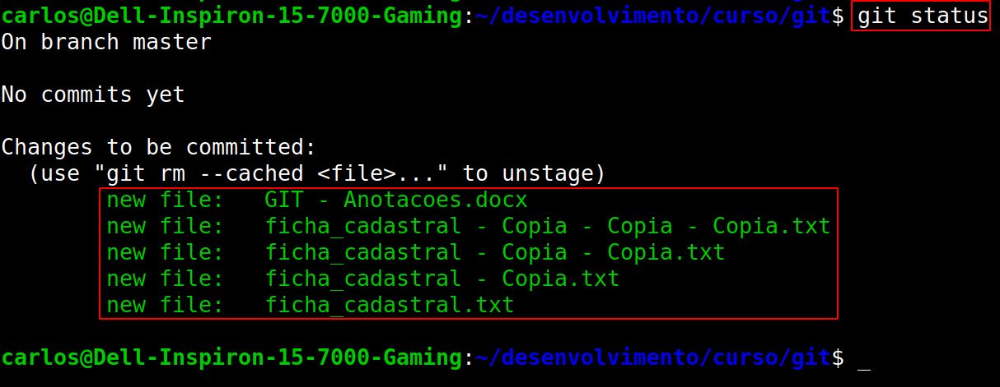 carlos@Dell-Inspiron-15-7000-Gaming:~/desenvolvimento/curso/git$ git status
On branch master
No commits yet
Changes to be committed:
  (use "git rm --cached <file>..." to unstage)
        new file:   GIT - Anotacoes.docx
        new file:   ficha_cadastral - Copia - Copia - Copia.txt
        new file:   ficha_cadastral - Copia - Copia.txt
        new file:   ficha_cadastral - Copia.txt
        new file:   ficha_cadastral.txt
carlos@Dell-Inspiron-15-7000-Gaming:~/desenvolvimento/curso/git$ _